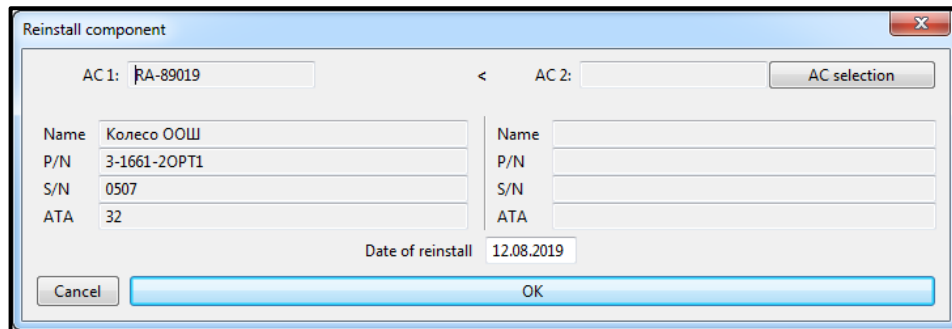 Reinstall component
AC 1: RA-89019 < AC 2: AC selection
Name Колесо ООШ Name
P/N 3-1661-2ОРТ1 P/N
S/N 0507 S/N
ATA 32 ATA
Date of reinstall 12.08.2019
Cancel OK